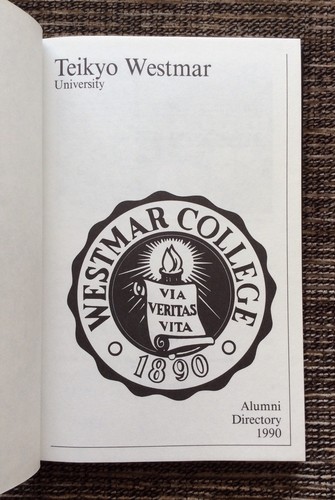 Teikyo Westmar
University
WESTMAR COLLEGE
VIA
VERITAS
VITA
1890
Alumni
Directory
1990